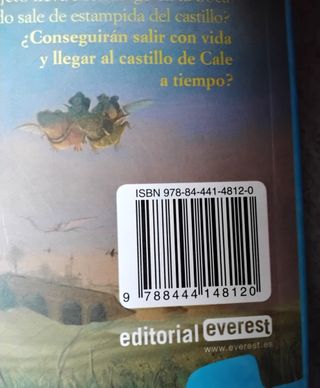 do sale de estampida del castillo?
¿Conseguirán salir con vida
y llegar al castillo de Cale
a tiempo?
ISBN 978-84-441-4812-0
9 788444 148120
editorial everest
www.everest.es